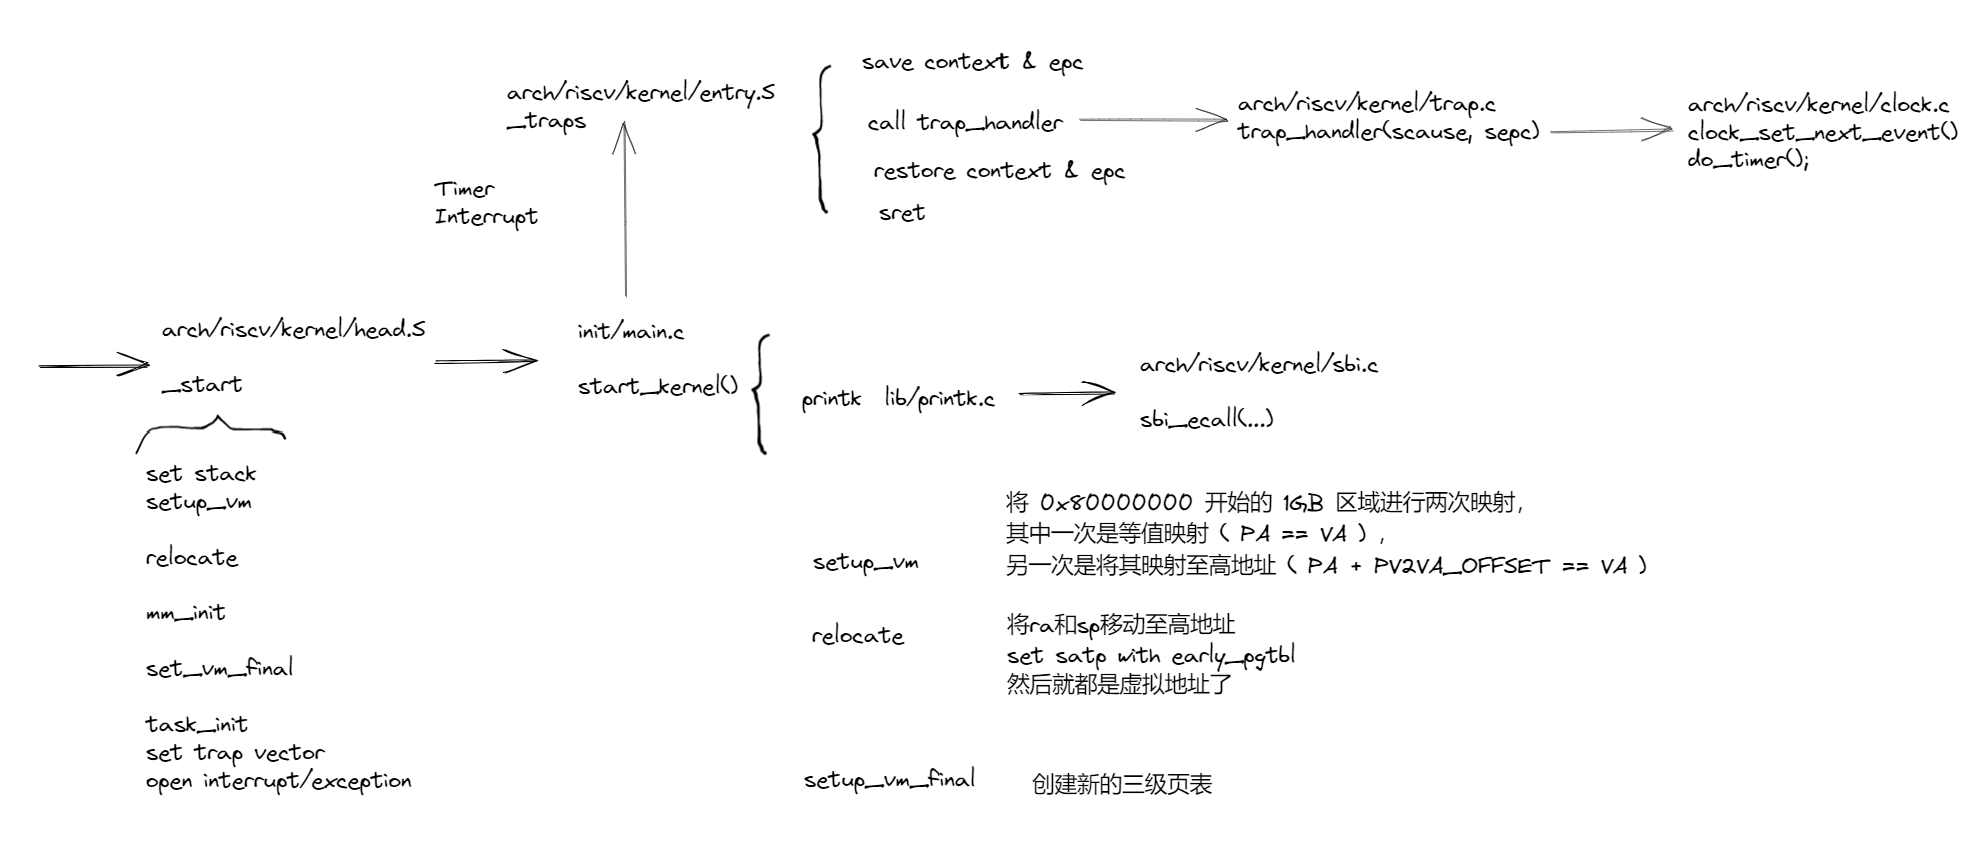 save context & epc
arch/riscv/kernel/entry.S
_traps
call trap_handler
restore context & epc
sret
arch/riscv/kernel/trap.c
trap_handler(scause, sepc)
arch/riscv/kernel/clock.c
clock_set_next_event()
do_timer();
Timer
Interrupt
arch/riscv/kernel/head.S
_start
init/main.c
start_kernel()
printk lib/printk.c
arch/riscv/kernel/sbi.c
sbi_ecall(...)
set stack
setup_vm
relocate
mm_init
set_vm_final
task_init
set trap vector
open interrupt/exception
setup_vm
将 0x80000000 开始的 1GB 区域进行两次映射，
其中一次是等值映射 ( PA == VA ) ，
另一次是将其映射至高地址 ( PA + PV2VA_OFFSET == VA )
relocate
将ra和sp移动至高地址
set satp with early_pgtbl
然后就都是虚拟地址了
setup_vm_final
创建新的三级页表